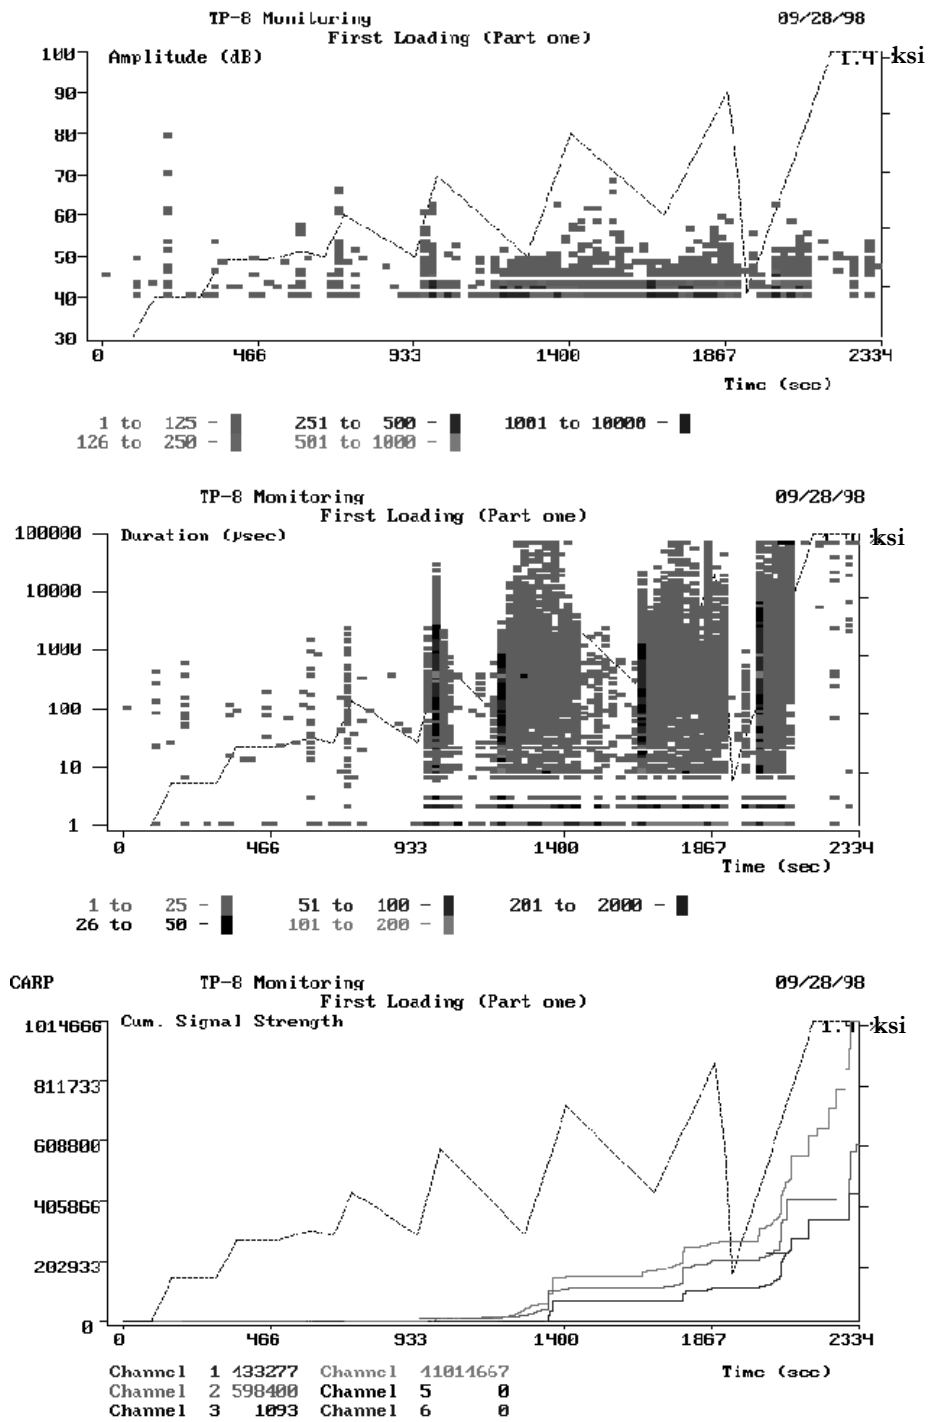 TP-8 Monitoring 09/28/98
First Loading (Part one)
Amplitude (dB)
1.4 ksi
100
90
80
70
60
50
40
30
0 466 933 1400 1867 2334
Time (sec)
1 to 125 - 251 to 500 - 1001 to 10000 -
126 to 250 - 501 to 1000 -
TP-8 Monitoring 09/28/98
First Loading (Part one)
Duration (µsec)
ksi
100000
10000
1000
100
10
1
0 466 933 1400 1867 2334
Time (sec)
1 to 25 - 51 to 100 - 201 to 2000 -
26 to 50 - 101 to 200 -
CARP TP-8 Monitoring 09/28/98
First Loading (Part one)
Cum. Signal Strength
1.4 ksi
1014666
811733
608800
405866
202933
0
0 466 933 1400 1867 2334
Time (sec)
Channel 1 433277 Channel 41014667
Channel 2 598400 Channel 5 0
Channel 3 1093 Channel 6 0